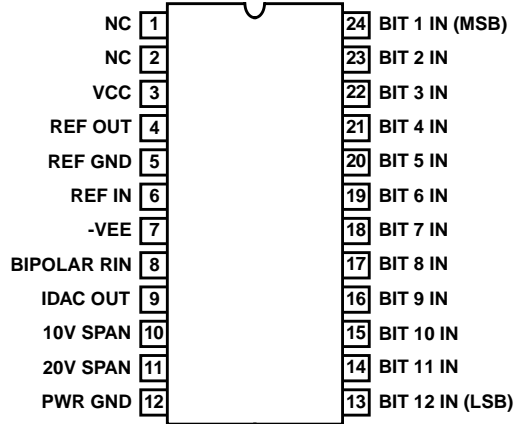 NC 1 24 BIT 1 IN (MSB)
NC 2 23 BIT 2 IN
VCC 3 22 BIT 3 IN
REF OUT 4 21 BIT 4 IN
REF GND 5 20 BIT 5 IN
REF IN 6 19 BIT 6 IN
-VEE 7 18 BIT 7 IN
BIPOLAR RIN 8 17 BIT 8 IN
IDAC OUT 9 16 BIT 9 IN
10V SPAN 10 15 BIT 10 IN
20V SPAN 11 14 BIT 11 IN
PWR GND 12 13 BIT 12 IN (LSB)